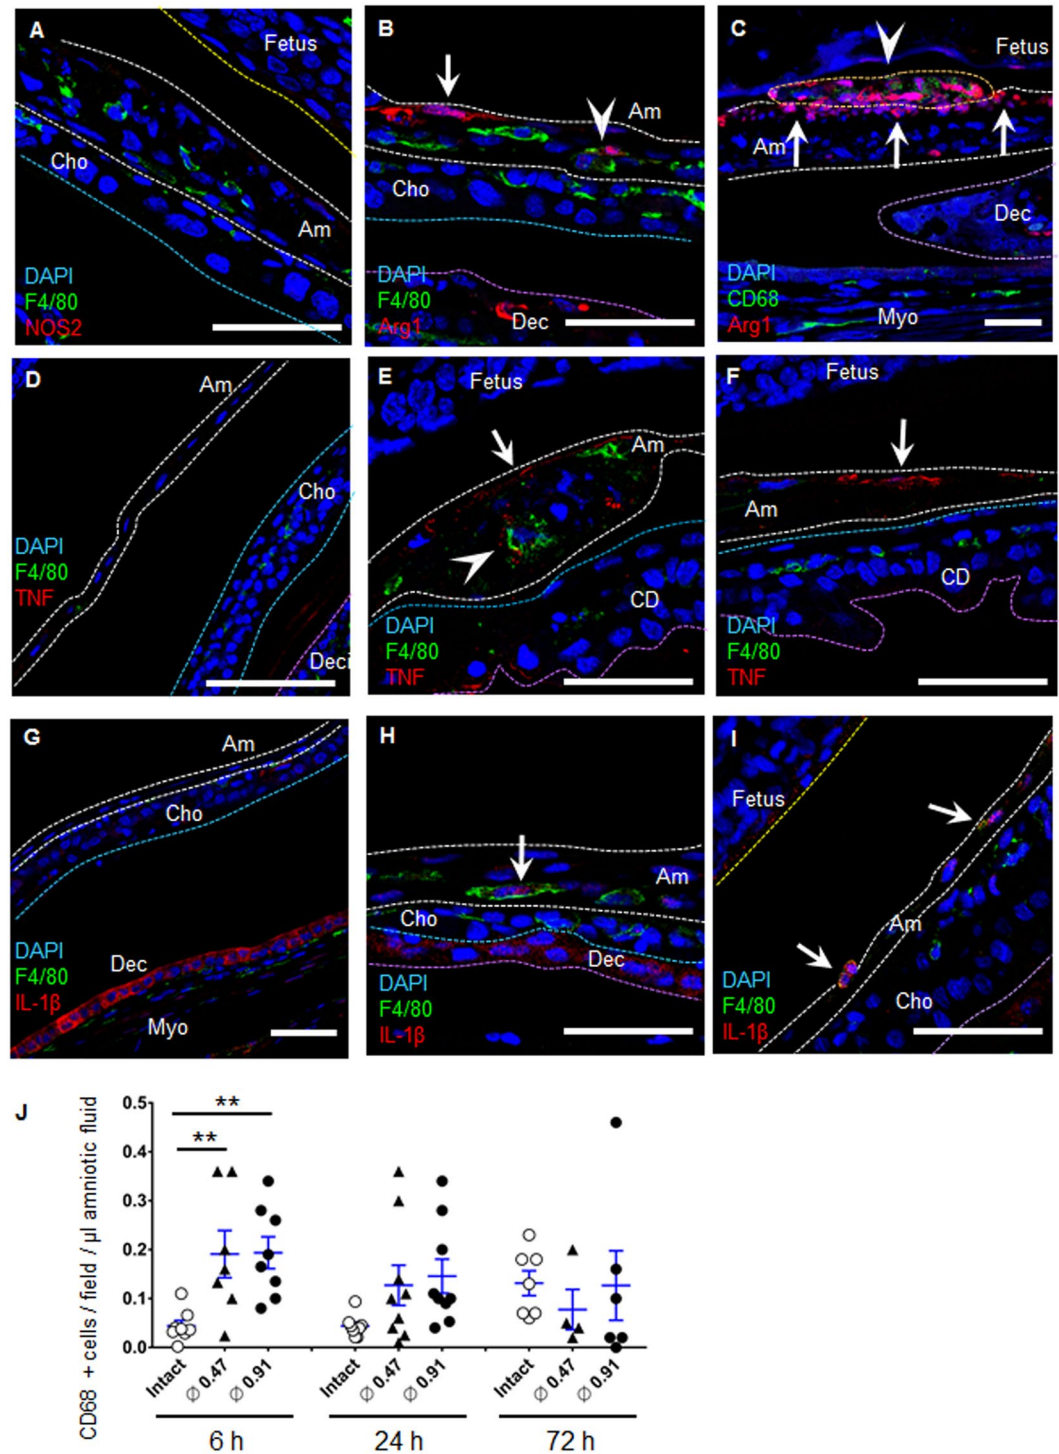 A
Fetus
Cho
Am
DAPI
F4/80
NOS2
B
Am
Cho
DAPI
F4/80
Arg1
Dec
C
Fetus
Am
Dec
DAPI
CD68
Arg1
Myo
D
Am
Cho
DAPI
F4/80
TNF
Deci
E
Fetus
Am
CD
DAPI
F4/80
TNF
F
Fetus
Am
CD
DAPI
F4/80
TNF
G
Am
Cho
DAPI
F4/80
IL-1β
Dec
Myo
H
Am
Cho
Dec
DAPI
F4/80
IL-1β
I
Fetus
Am
DAPI
F4/80
IL-1β
Cho
J
CD68 + cells / field / µl amniotic fluid
0.5
0.4
0.3
0.2
0.1
0.0
**
**
Intact
Φ 0.47
Φ 0.91
Intact
Φ 0.47
Φ 0.91
Intact
Φ 0.47
Φ 0.91
6 h
24 h
72 h